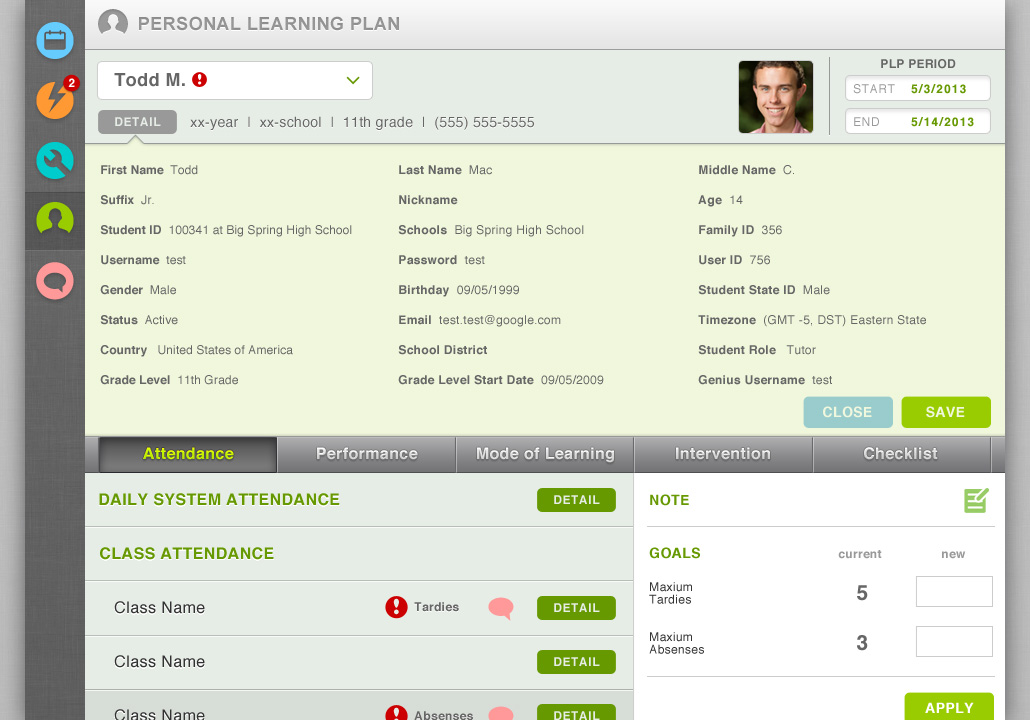 PERSONAL LEARNING PLAN
2
Todd M.
PLP PERIOD
START 5/3/2013
END 5/14/2013
DETAIL xx-year | xx-school | 11th grade | (555) 555-5555
First Name Todd Last Name Mac Middle Name C.
Suffix Jr. Nickname Age 14
Student ID 100341 at Big Spring High School Schools Big Spring High School Family ID 356
Username test Password test User ID 756
Gender Male Birthday 09/05/1999 Student State ID Male
Status Active Email test.test@google.com Timezone (GMT -5, DST) Eastern State
Country United States of America School District Student Role Tutor
Grade Level 11th Grade Grade Level Start Date 09/05/2009 Genius Username test
CLOSE SAVE
Attendance Performance Mode of Learning Intervention Checklist
DAILY SYSTEM ATTENDANCE DETAIL
CLASS ATTENDANCE
Class Name Tardies DETAIL
Class Name DETAIL
Class Name Absenses DETAIL
NOTE
GOALS current new
Maxium
Tardies 5
Maxium
Absenses 3
APPLY